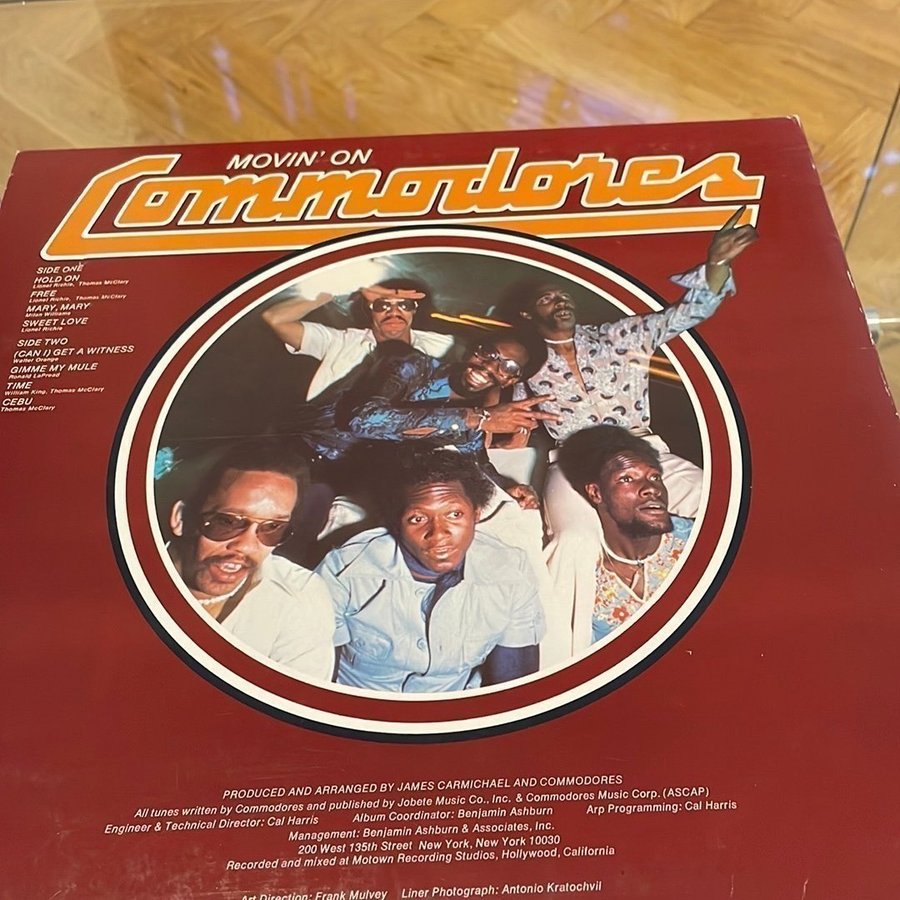 MOVIN' ON
Commodores
SIDE ONE
HOLD ON
Lionel Richie, Thomas McClary
FREE
Lionel Richie, Thomas McClary
MARY, MARY
Milan Williams
SWEET LOVE
Lionel Richie
SIDE TWO
(CAN I) GET A WITNESS
Walter Orange
GIMME MY MULE
Ronald LaPread
TIME
William King, Thomas McClary
CEBU
Thomas McClary
PRODUCED AND ARRANGED BY JAMES CARMICHAEL AND COMMODORES
All tunes written by Commodores and published by Jobete Music Co., Inc. & Commodores Music Corp. (ASCAP)
Engineer & Technical Director: Cal Harris Album Coordinator: Benjamin Ashburn Arp Programming: Cal Harris
Management: Benjamin Ashburn & Associates, Inc.
200 West 135th Street New York, New York 10030
Recorded and mixed at Motown Recording Studios, Hollywood, California
Art Direction: Frank Mulvey Liner Photograph: Antonio Kratochvil